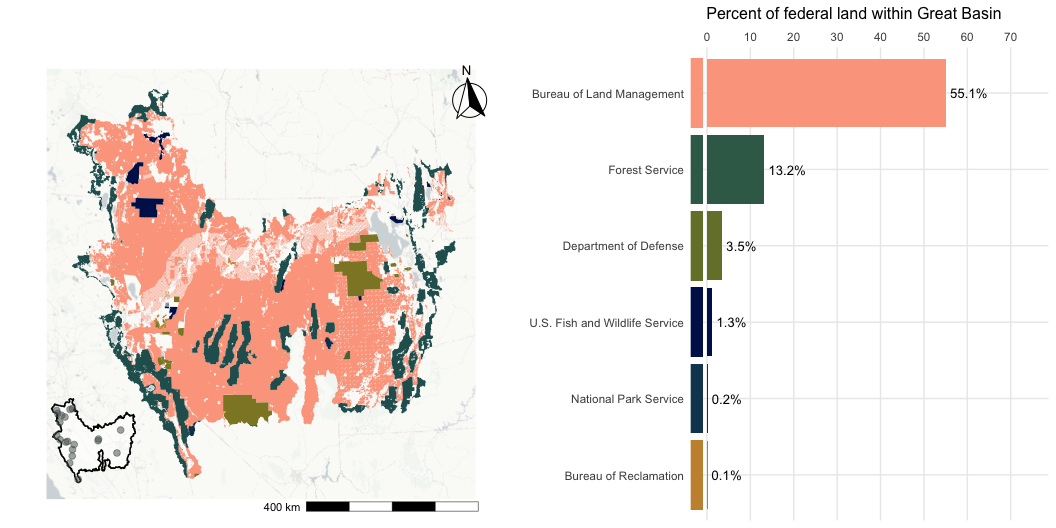 Percent of federal land within Great Basin
0 10 20 30 40 50 60 70
N
Bureau of Land Management 55.1%
Forest Service 13.2%
Department of Defense 3.5%
U.S. Fish and Wildlife Service 1.3%
National Park Service 0.2%
Bureau of Reclamation 0.1%
400 km